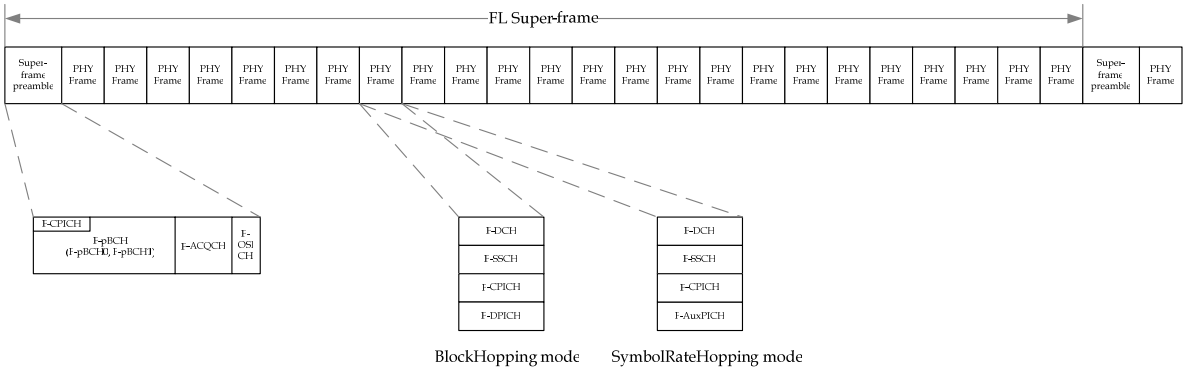 FL Super-frame
Super-
frame
preamble
PHY
Frame
PHY
Frame
PHY
Frame
PHY
Frame
PHY
Frame
PHY
Frame
PHY
Frame
PHY
Frame
PHY
Frame
PHY
Frame
PHY
Frame
PHY
Frame
PHY
Frame
PHY
Frame
PHY
Frame
PHY
Frame
PHY
Frame
PHY
Frame
PHY
Frame
PHY
Frame
PHY
Frame
PHY
Frame
PHY
Frame
PHY
Frame
Super-
frame
preamble
PHY
Frame
F-CPICH
F-pBCH
(F-pBCH0, F-pBCH1)
F-ACQCH
F-
OSI
CH
F-DCH
F-SSCH
F-CPICH
F-DPICH
BlockHopping mode
F-DCH
F-SSCH
F-CPICH
F-AuxPICH
SymbolRateHopping mode